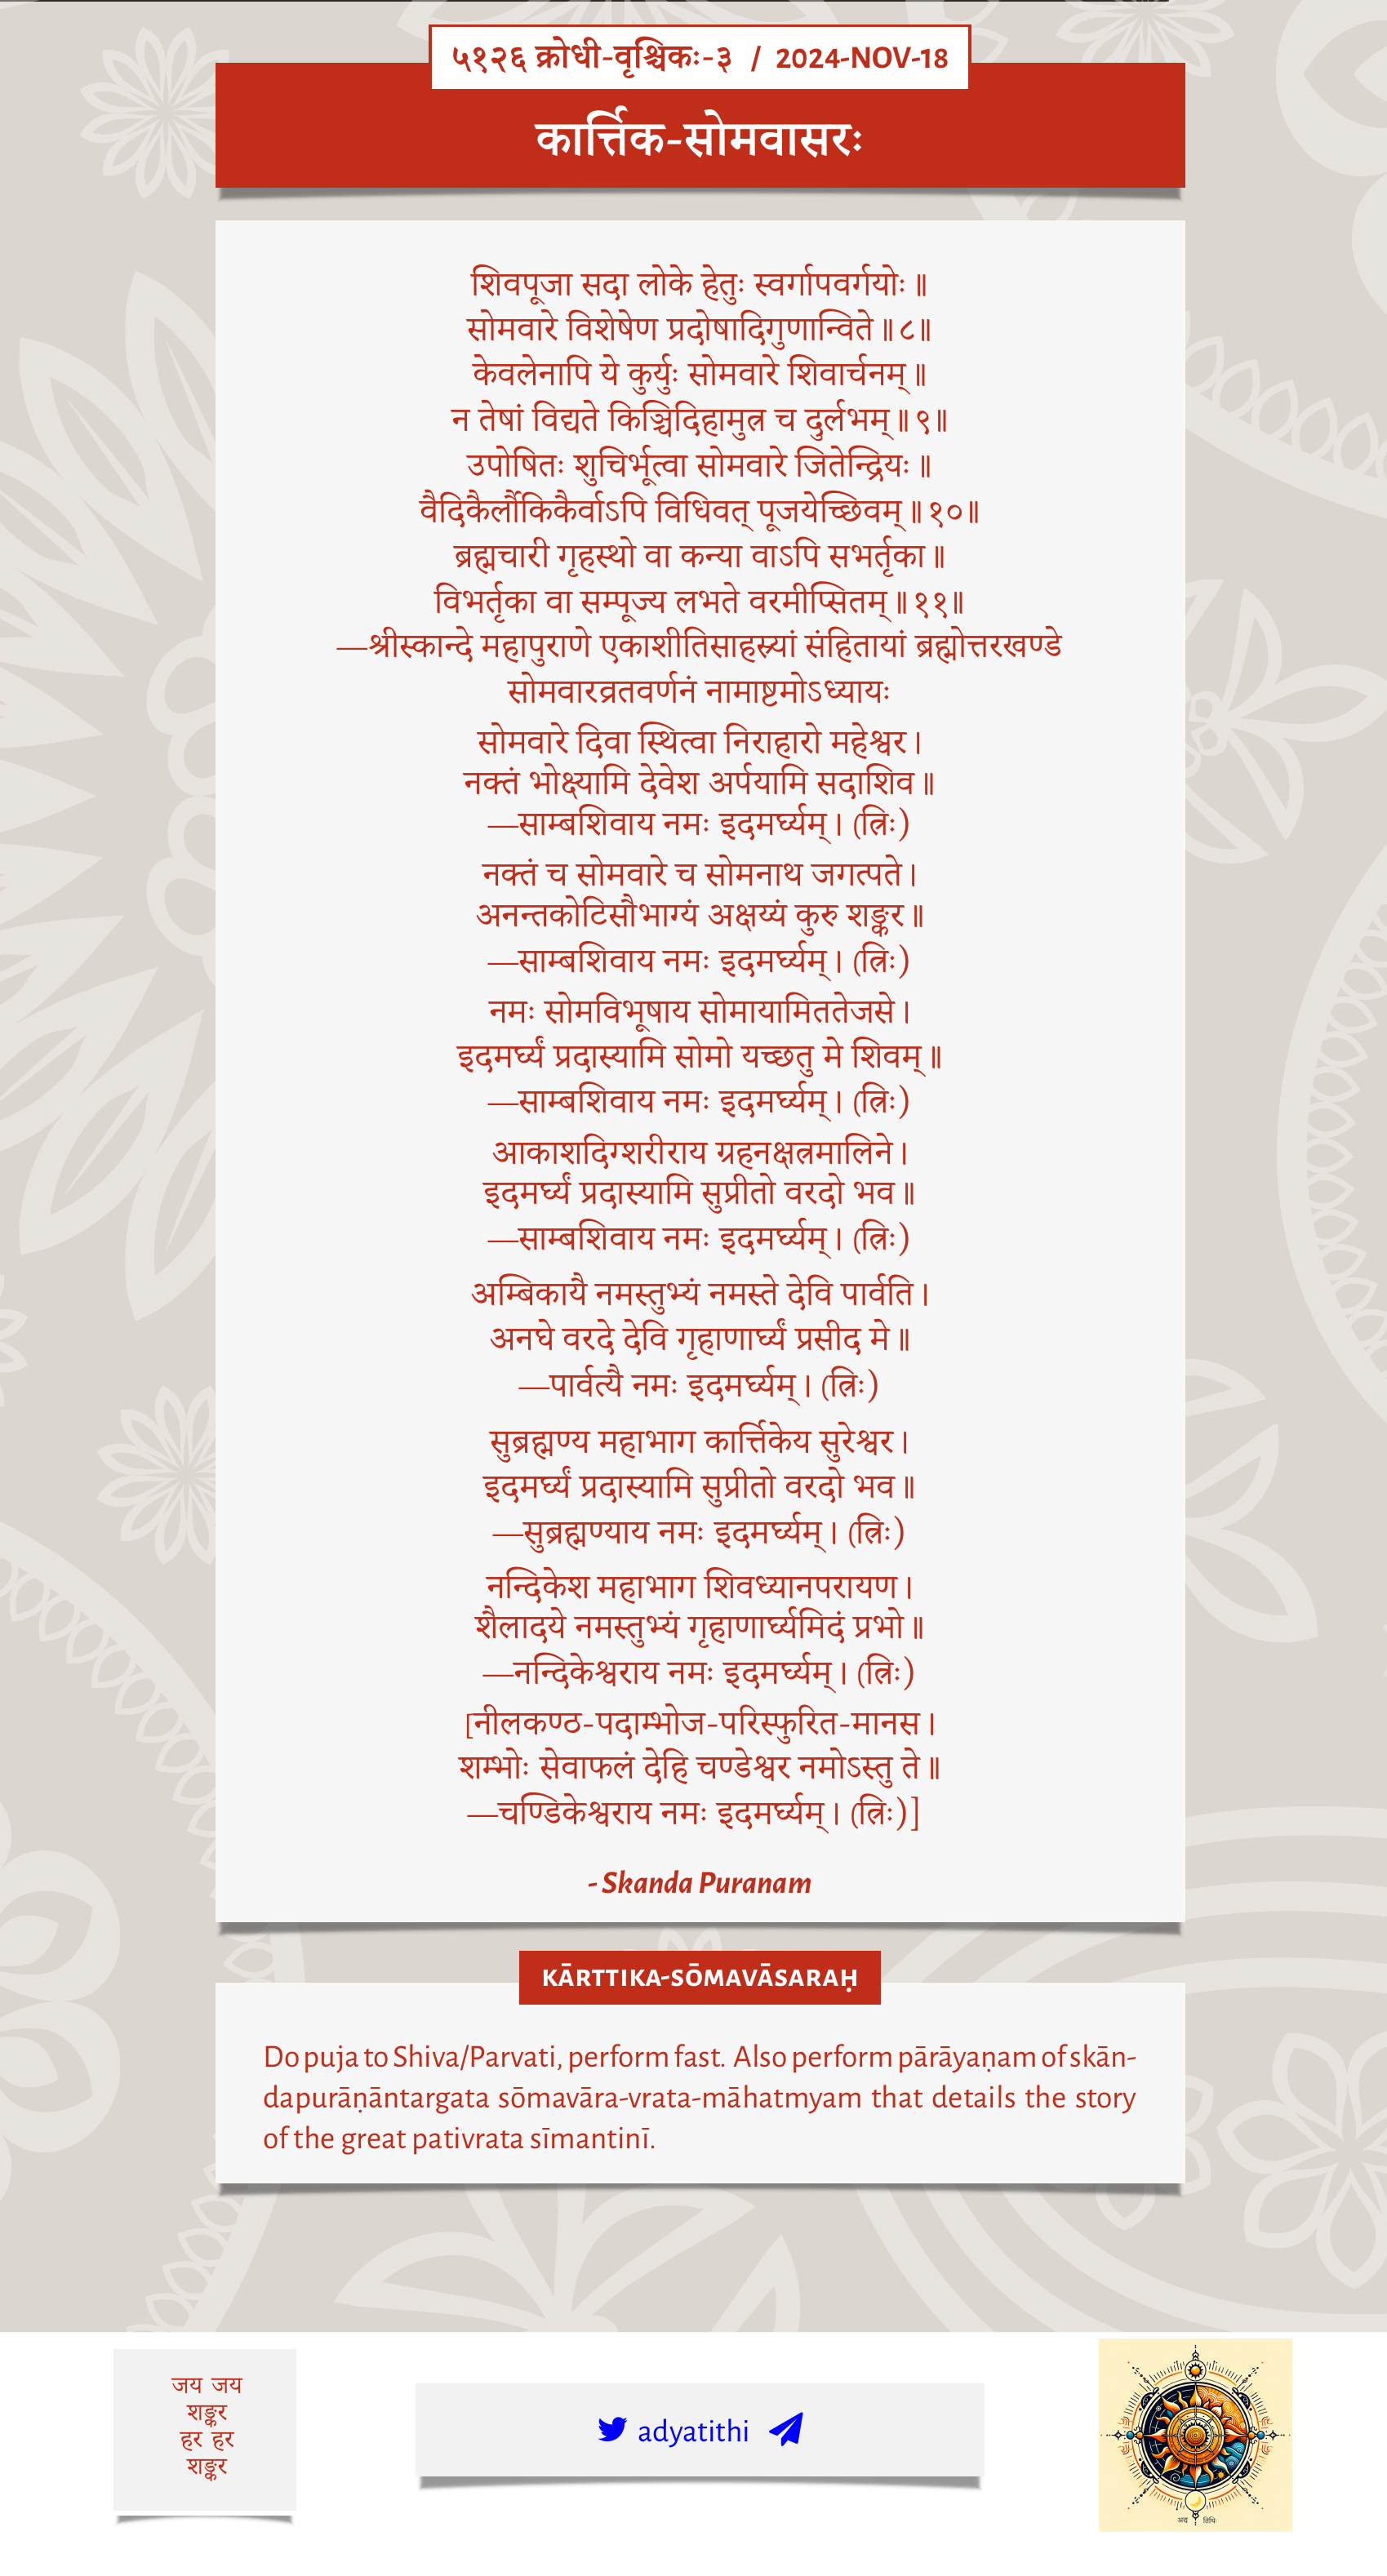 ५१२६ क्रोधी-वृश्चिकः-३ / 2024-NOV-18
कार्त्तिक-सोमवासरः
शिवपूजा सदा लोके हेतुः स्वर्गापवर्गयोः॥
सोमवारे विशेषेण प्रदोषादिगुणान्विते॥८॥
केवलेनापि ये कुर्युः सोमवारे शिवार्चनम्॥
न तेषां विद्यते किञ्चिदिहामुत्र च दुर्लभम्॥९॥
उपोषितः शुचिर्भूत्वा सोमवारे जितेन्द्रियः॥
वैदिकैर्लौकिकैर्वाऽपि विधिवत् पूजयेच्छिवम्॥१०॥
ब्रह्मचारी गृहस्थो वा कन्या वाऽपि सभर्तृका॥
विभर्तृका वा सम्पूज्य लभते वरमीप्सितम्॥११॥
—श्रीस्कान्दे महापुराणे एकाशीतिसाहस्र्यां संहितायां ब्रह्मोत्तरखण्डे
सोमवारव्रतवर्णनं नामाष्टमोऽध्यायः
सोमवारे दिवा स्थित्वा निराहारो महेश्वर।
नक्तं भोक्ष्यामि देवेश अर्पयामि सदाशिव॥
—साम्बशिवाय नमः इदमर्घ्यम्। (त्रिः)
नक्तं च सोमवारे च सोमनाथ जगत्पते।
अनन्तकोटिसौभाग्यं अक्षय्यं कुरु शङ्कर॥
—साम्बशिवाय नमः इदमर्घ्यम्। (त्रिः)
नमः सोमविभूषाय सोमायामिततेजसे।
इदमर्घ्यं प्रदास्यामि सोमो यच्छतु मे शिवम्॥
—साम्बशिवाय नमः इदमर्घ्यम्। (त्रिः)
आकाशदिग्शरीराय ग्रहनक्षत्रमालिने।
इदमर्घ्यं प्रदास्यामि सुप्रीतो वरदो भव॥
—साम्बशिवाय नमः इदमर्घ्यम्। (त्रिः)
अम्बिकायै नमस्तुभ्यं नमस्ते देवि पार्वति।
अनघे वरदे देवि गृहाणार्घ्यं प्रसीद मे॥
—पार्वत्यै नमः इदमर्घ्यम्। (त्रिः)
सुब्रह्मण्य महाभाग कार्त्तिकेय सुरेश्वर।
इदमर्घ्यं प्रदास्यामि सुप्रीतो वरदो भव॥
—सुब्रह्मण्याय नमः इदमर्घ्यम्। (त्रिः)
नन्दिकेश महाभाग शिवध्यानपरायण।
शैलादये नमस्तुभ्यं गृहाणार्घ्यमिदं प्रभो॥
—नन्दिकेश्वराय नमः इदमर्घ्यम्। (त्रिः)
[नीलकण्ठ-पदाम्भोज-परिस्फुरित-मानस।
शम्भोः सेवाफलं देहि चण्डेश्वर नमोऽस्तु ते॥
—चण्डिकेश्वराय नमः इदमर्घ्यम्। (त्रिः)]
- Skanda Puranam
KĀRTTIKA-SŌMAVĀSARAḤ
Do puja to Shiva/Parvati, perform fast. Also perform pārāyaṇam of skān-
dapurāṇāntargata sōmavāra-vrata-māhatmyam that details the story
of the great pativrata sīmantinī.
जय जय
शङ्कर
हर हर
शङ्कर
adyatithi
अद्य तिथिः